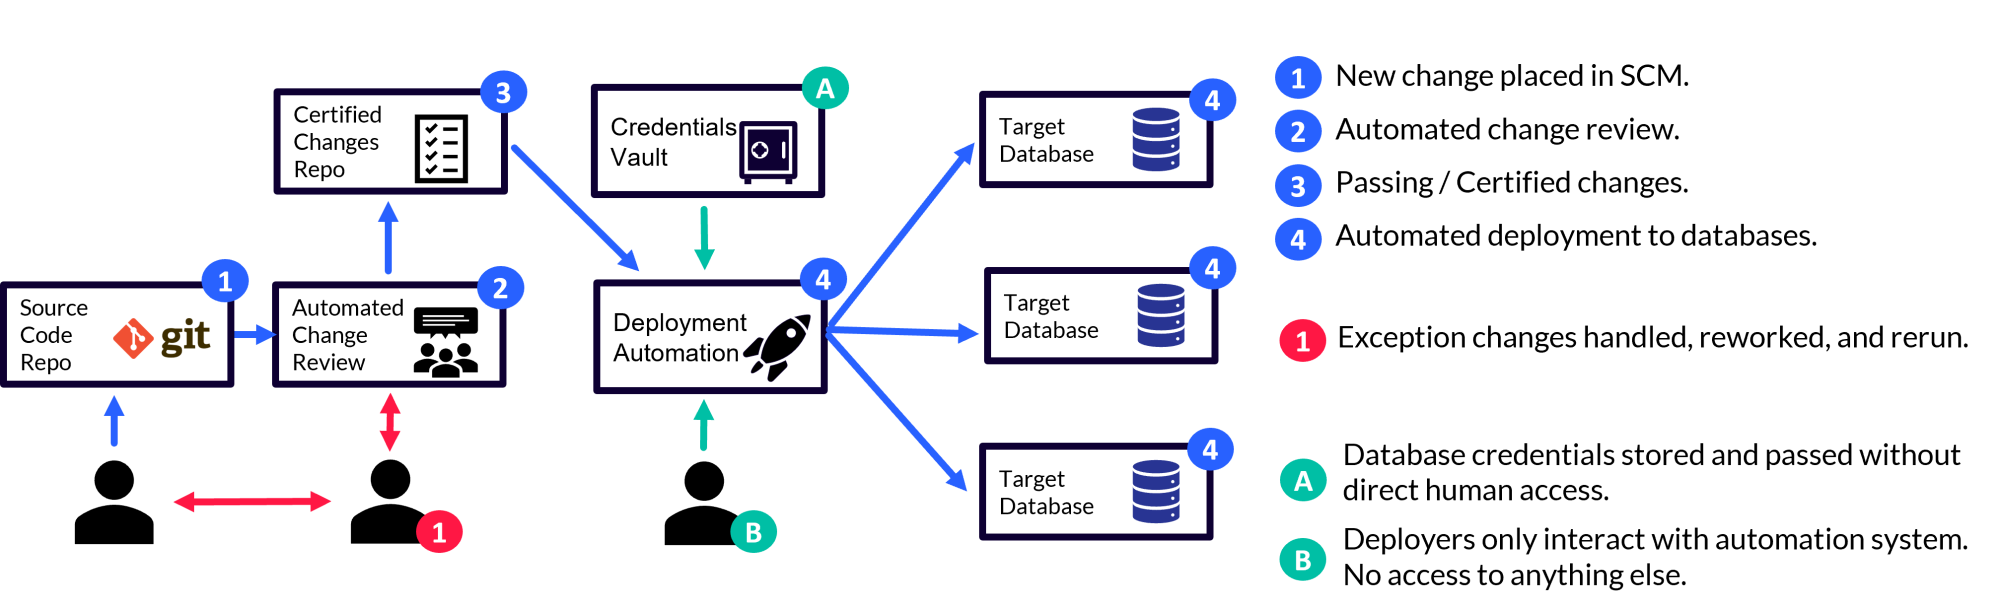 Certified
Changes
Repo
3
Credentials
Vault
A
Target
Database
4
Source
Code
Repo
git
1
Automated
Change
Review
2
Deployment
Automation
4
Target
Database
4
Target
Database
4
1
B
1 New change placed in SCM.
2 Automated change review.
3 Passing / Certified changes.
4 Automated deployment to databases.
1 Exception changes handled, reworked, and rerun.
A Database credentials stored and passed without
direct human access.
B Deployers only interact with automation system.
No access to anything else.